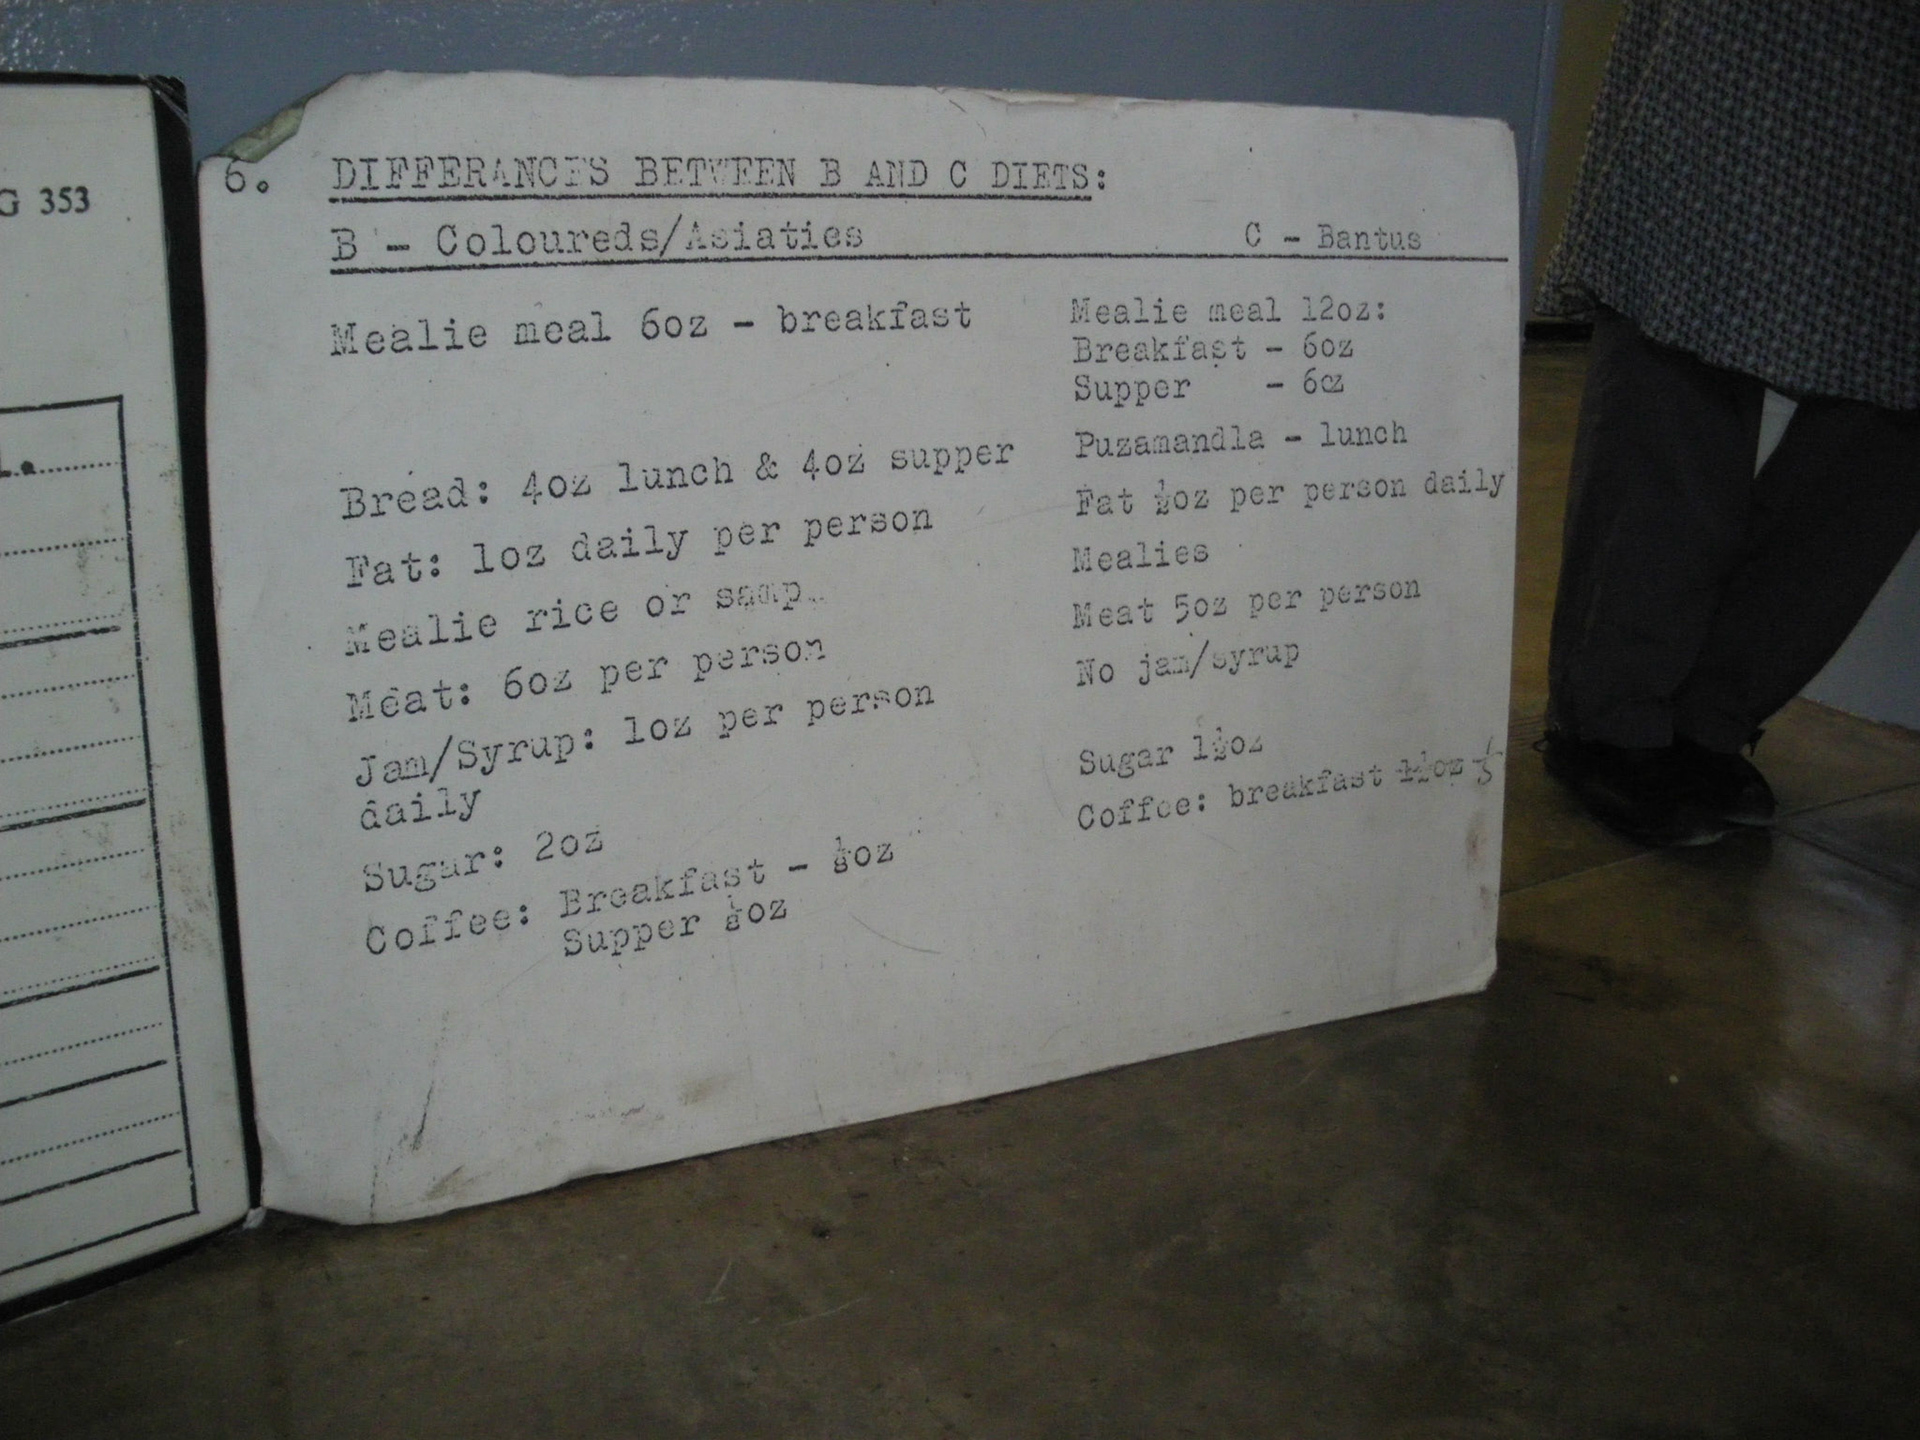 G 353
6. DIFFERANCES BETWEEN B AND C DIETS:
B - Coloureds/Asiatics C - Bantus
Mealie meal 6oz - breakfast
Bread: 4oz lunch & 4oz supper
Fat: 1oz daily per person
Mealie rice or samp.
Meat: 6oz per person
Jam/Syrup: 1oz per person
daily
Sugar: 2oz
Coffee: Breakfast - ½oz
Supper ½oz
Mealie meal 12oz:
Breakfast - 6oz
Supper - 6oz
Puzamandla - lunch
Fat ½oz per person daily
Mealies
Meat 5oz per person
No jam/syrup
Sugar 1½oz
Coffee: breakfast